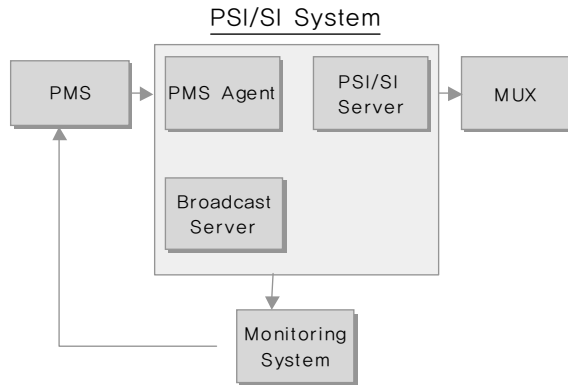 PSI/SI System
PMS
PMS Agent
PSI/SI
Server
MUX
Broadcast
Server
Monitoring
System